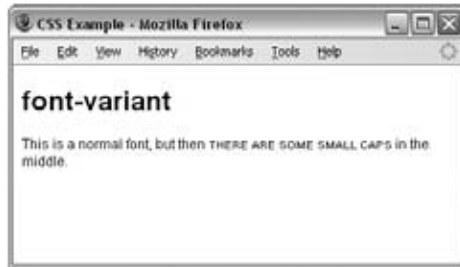 CSS Example - Mozilla Firefox
File Edit View History Bookmarks Tools Help
font-variant
This is a normal font, but then THERE ARE SOME SMALL CAPS in the
middle.